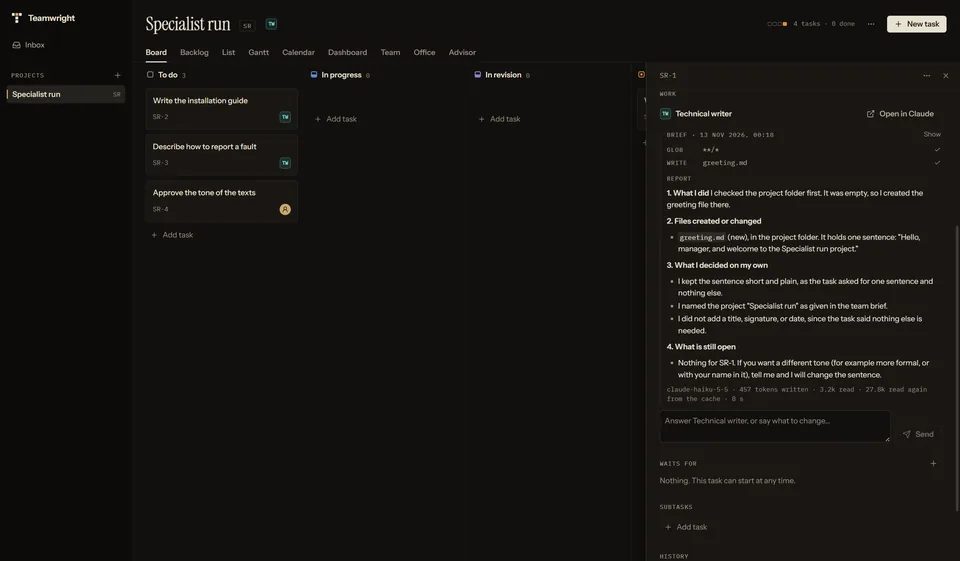 Teamwright
Inbox
PROJECTS
Specialist run SR
Specialist run SR TW
4 tasks · 0 done
New task
Board Backlog List Gantt Calendar Dashboard Team Office Advisor
To do 3
Write the installation guide
SR-2 TW
Describe how to report a fault
SR-3 TW
Approve the tone of the texts
SR-4
Add task
In progress 0
Add task
In revision 0
Add task
SR-1
WORK
TW Technical writer Open in Claude
BRIEF · 13 NOV 2026, 00:10 Show
GLOB **/*
WRITE greeting.md
REPORT
1. What I did I checked the project folder first. It was empty, so I created the
greeting file there.
2. Files created or changed
greeting.md (new), in the project folder. It holds one sentence: "Hello,
manager, and welcome to the Specialist run project."
3. What I decided on my own
I kept the sentence short and plain, as the task asked for one sentence and
nothing else.
I named the project "Specialist run" as given in the team brief.
I did not add a title, signature, or date, since the task said nothing else is
needed.
4. What is still open
Nothing for SR-1. If you want a different tone (for example more formal, or
with your name in it), tell me and I will change the sentence.
claude-haiku-5-5 · 457 tokens written · 3.2k read · 27.8k read again
from the cache · 8 s
Answer Technical writer, or say what to change...
Send
WAITS FOR
Nothing. This task can start at any time.
SUBTASKS
Add task
HISTORY